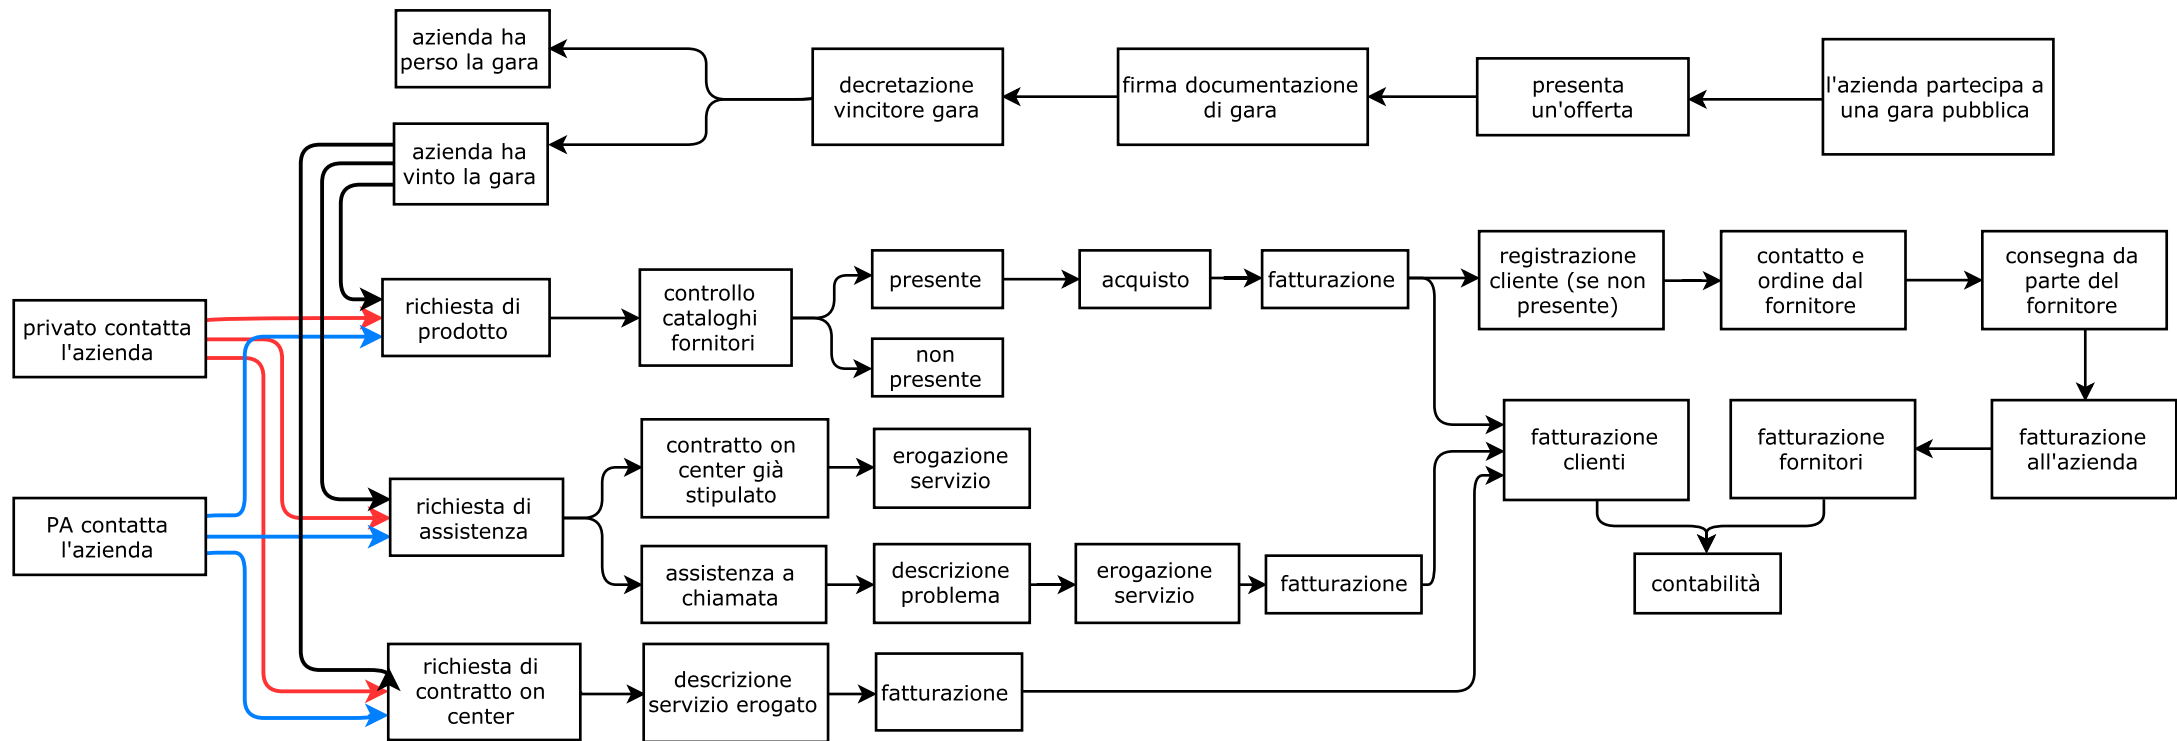 azienda ha
perso la gara
decretazione
vincitore gara
firma documentazione
di gara
presenta
un'offerta
l'azienda partecipa a
una gara pubblica
azienda ha
vinto la gara
privato contatta
l'azienda
richiesta di
prodotto
controllo
cataloghi
fornitori
presente
non
presente
acquisto
fatturazione
registrazione
cliente (se non
presente)
contatto e
ordine dal
fornitore
consegna da
parte del
fornitore
PA contatta
l'azienda
richiesta di
assistenza
contratto on
center già
stipulato
erogazione
servizio
fatturazione
clienti
fatturazione
fornitori
fatturazione
all'azienda
assistenza a
chiamata
descrizione
problema
erogazione
servizio
fatturazione
contabilità
richiesta di
contratto on
center
descrizione
servizio erogato
fatturazione